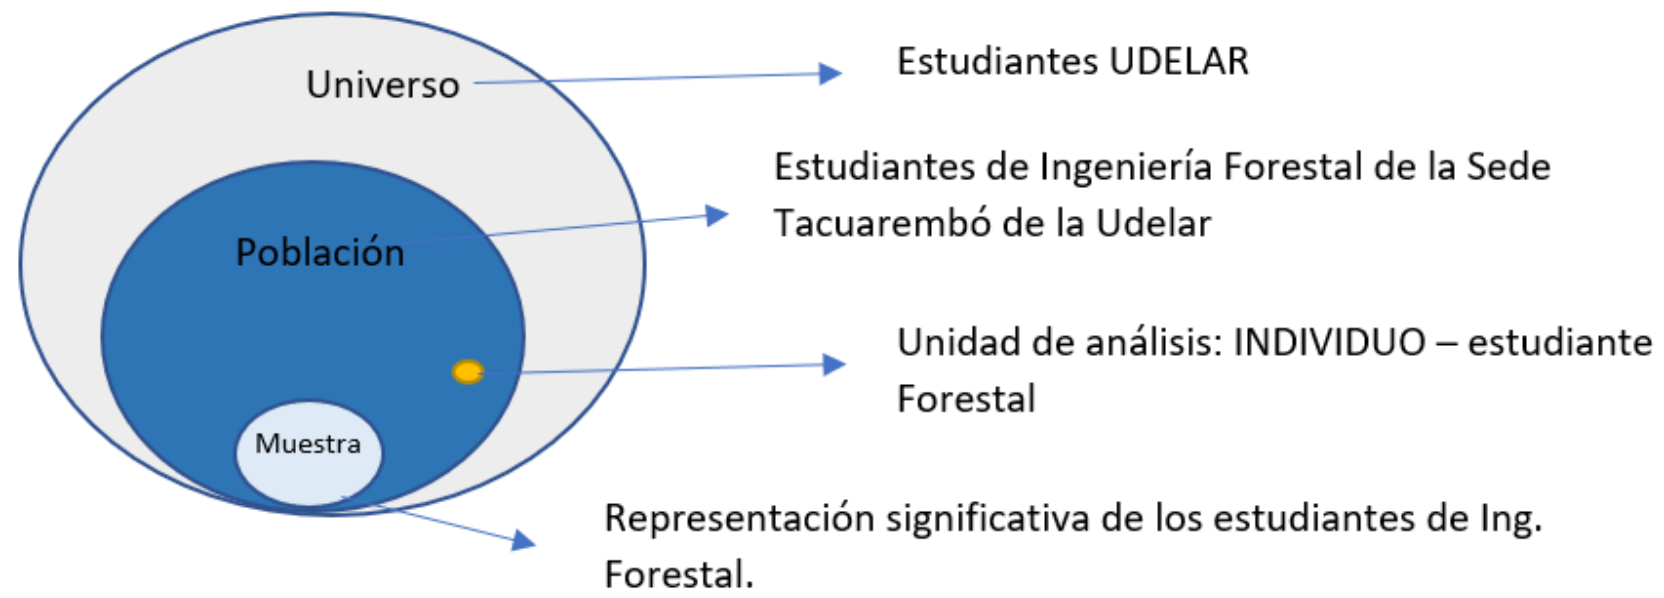 Universo
Estudiantes UDELAR
Población
Estudiantes de Ingeniería Forestal de la Sede
Tacuarembó de la Udelar
Unidad de análisis: INDIVIDUO – estudiante
Forestal
Muestra
Representación significativa de los estudiantes de Ing.
Forestal.